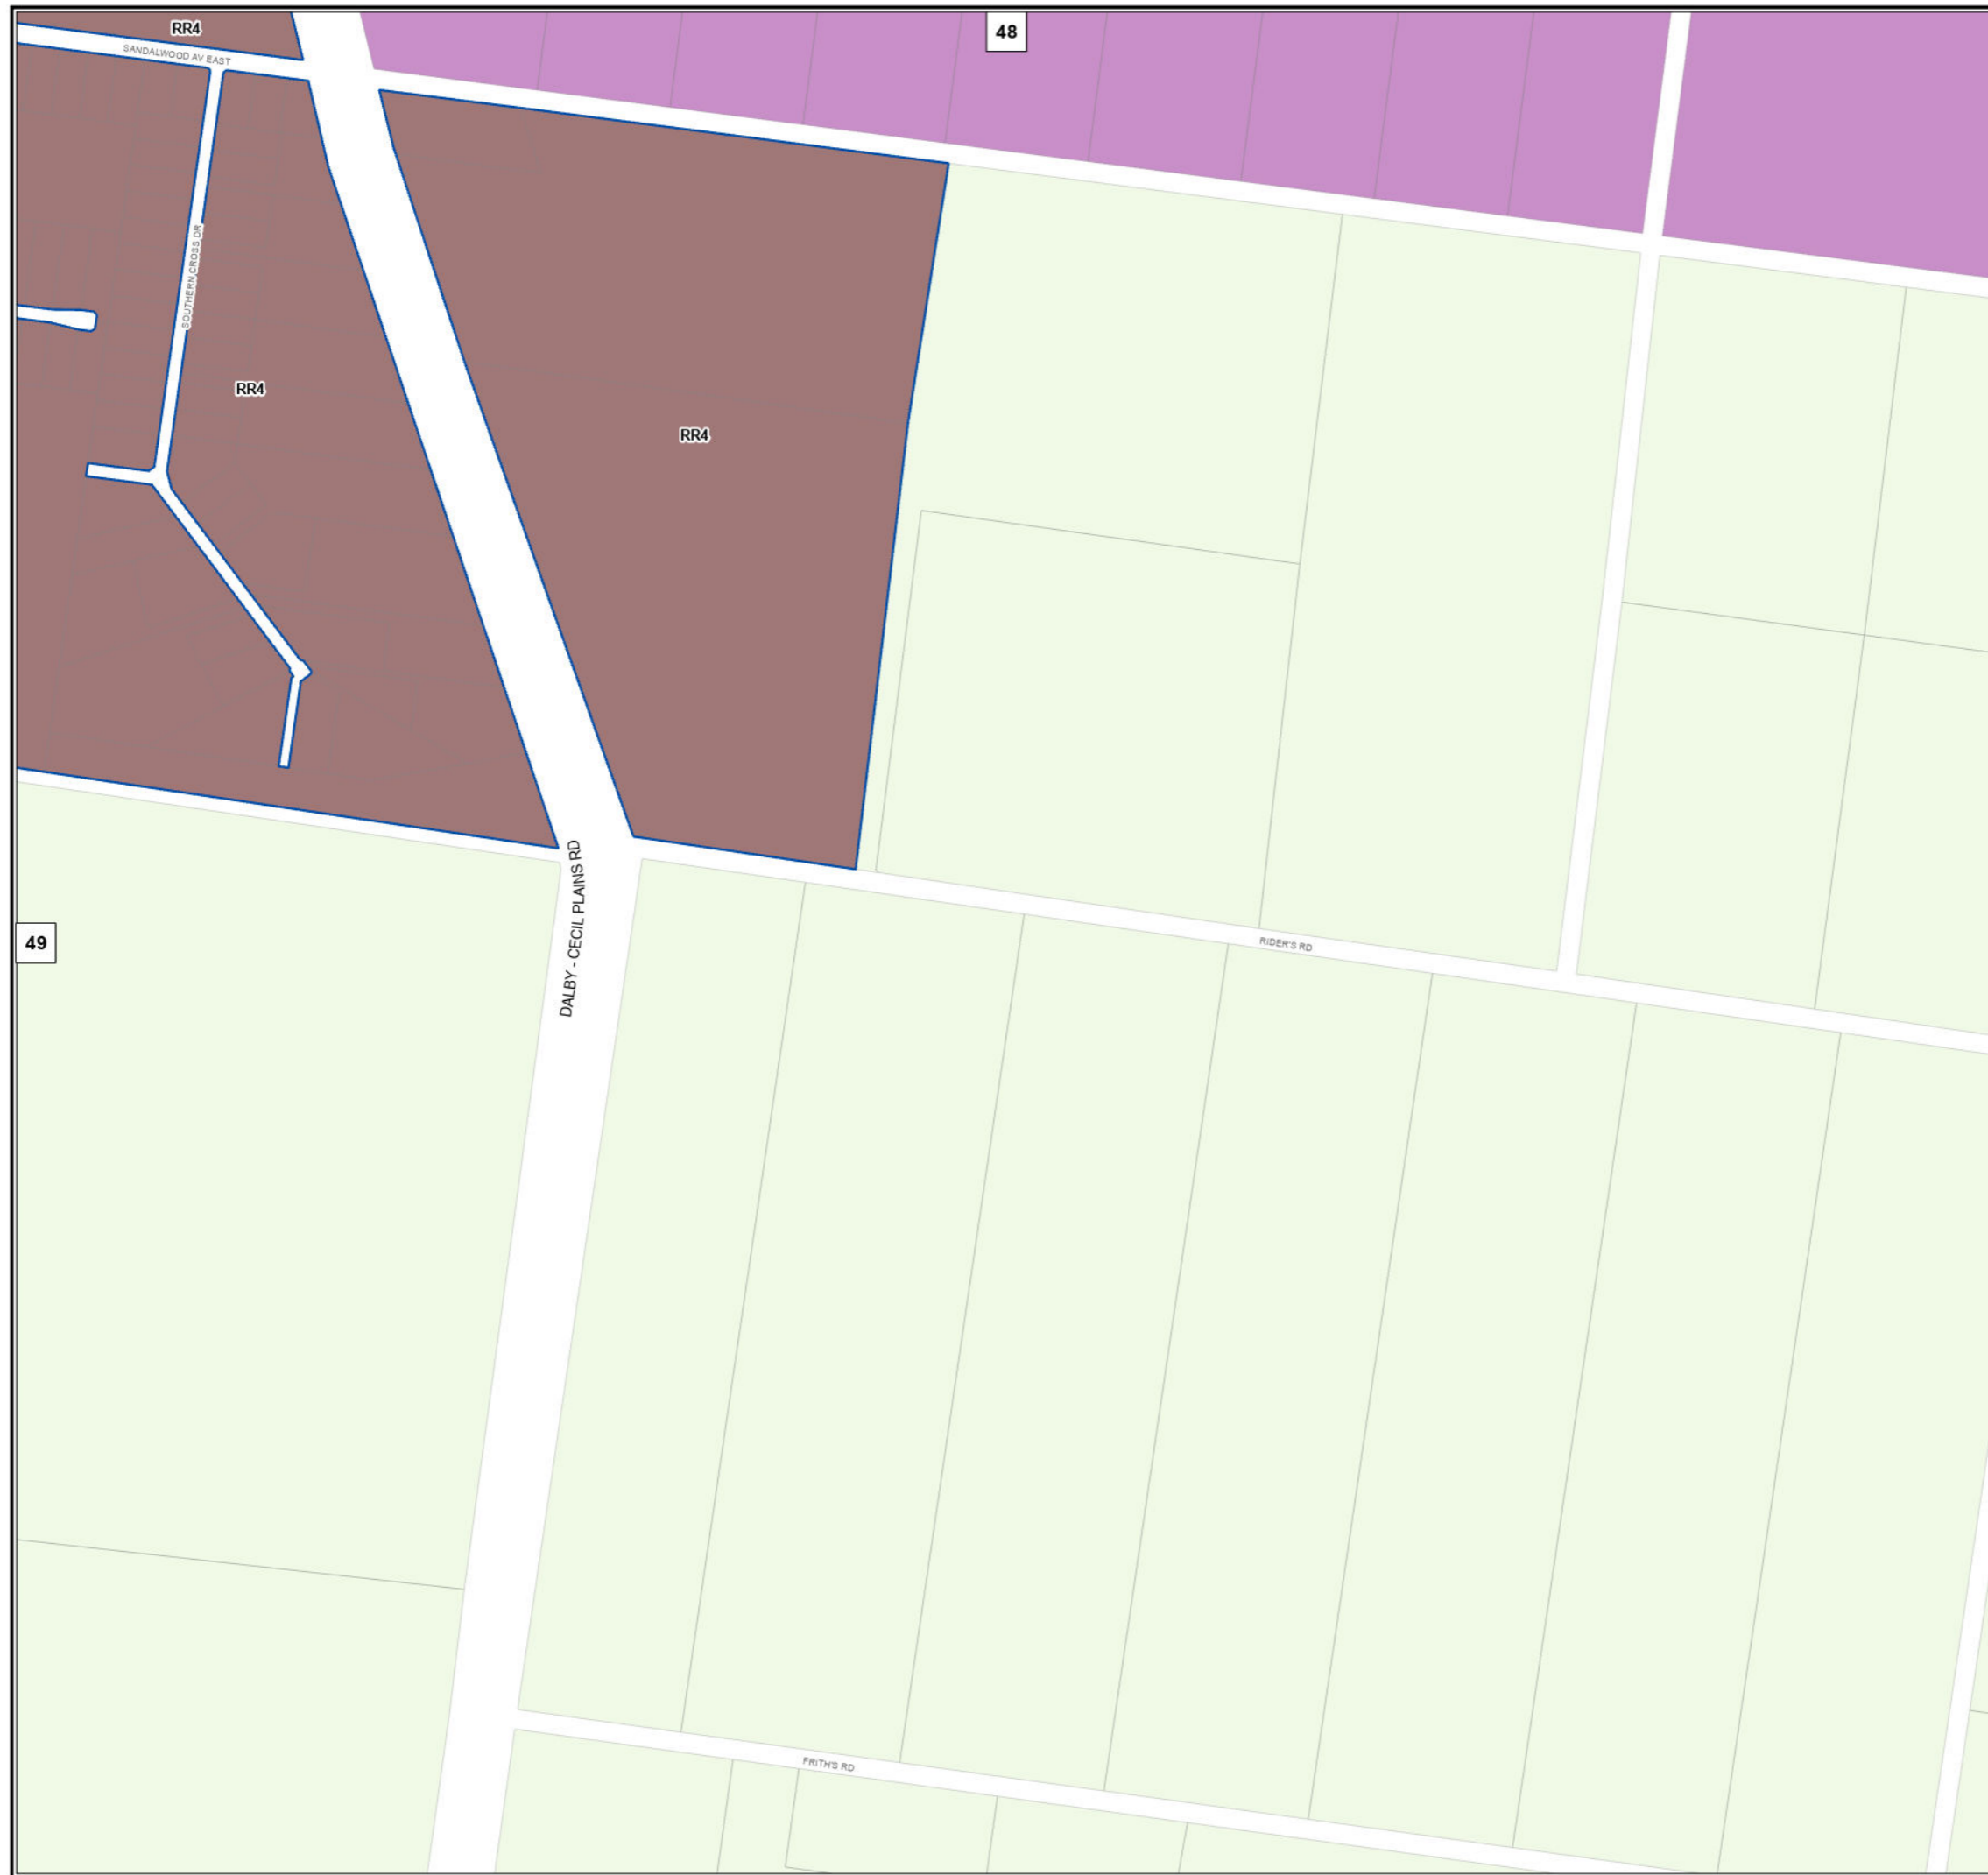 RR4
48
SANDALWOOD AV EAST
SOUTHERN CROSS DR
RR4
RR4
DALBY - CECIL PLAINS RD
49
RIDER'S RD
FRITH'S RD